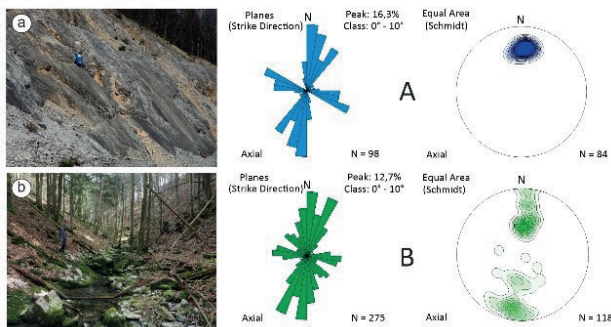 a
Planes
(Strike Direction)
N
Peak: 16,3%
Class: 0° - 10°
Axial
N = 98
A
Equal Area
(Schmidt)
N
Axial
N = 84
b
Planes
(Strike Direction)
N
Peak: 12,7%
Class: 0° - 10°
Axial
N = 275
B
Equal Area
(Schmidt)
N
Axial
N = 118